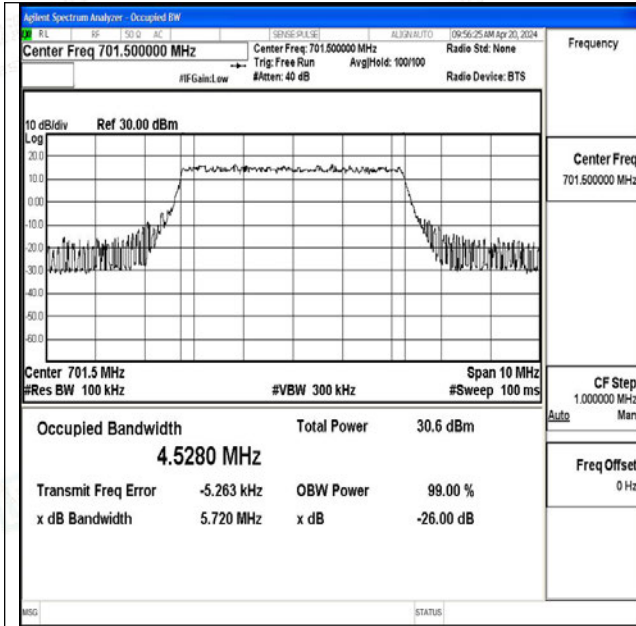 Agilent Spectrum Analyzer - Occupied BW
RL RF 50 Ω AC SENSE:PULSE ALIGNAUTO 09:56:25 AM Apr 20, 2024
Center Freq 701.500000 MHz
Center Freq: 701.500000 MHz
Radio Std: None
Trig: Free Run
Avg|Hold: 100/100
#IFGain:Low
#Atten: 40 dB
Radio Device: BTS
Frequency
10 dB/div Ref 30.00 dBm
Log
20.0
10.0
0.00
-10.0
-20.0
-30.0
-40.0
-50.0
-60.0
Center Freq
701.500000 MHz
Center 701.5 MHz
Span 10 MHz
#Res BW 100 kHz
#VBW 300 kHz
#Sweep 100 ms
CF Step
1.000000 MHz
Auto Man
Occupied Bandwidth
4.5280 MHz
Total Power 30.6 dBm
Transmit Freq Error -5.263 kHz
OBW Power 99.00 %
x dB Bandwidth 5.720 MHz
x dB -26.00 dB
Freq Offset
0 Hz
MSG
STATUS